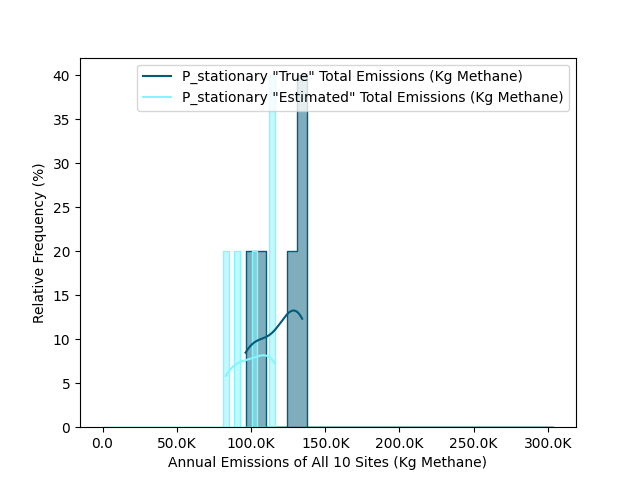 P_stationary "True" Total Emissions (Kg Methane)
P_stationary "Estimated" Total Emissions (Kg Methane)
40
35
30
25
20
15
10
5
0
Relative Frequency (%)
0.0 50.0K 100.0K 150.0K 200.0K 250.0K 300.0K
Annual Emissions of All 10 Sites (Kg Methane)